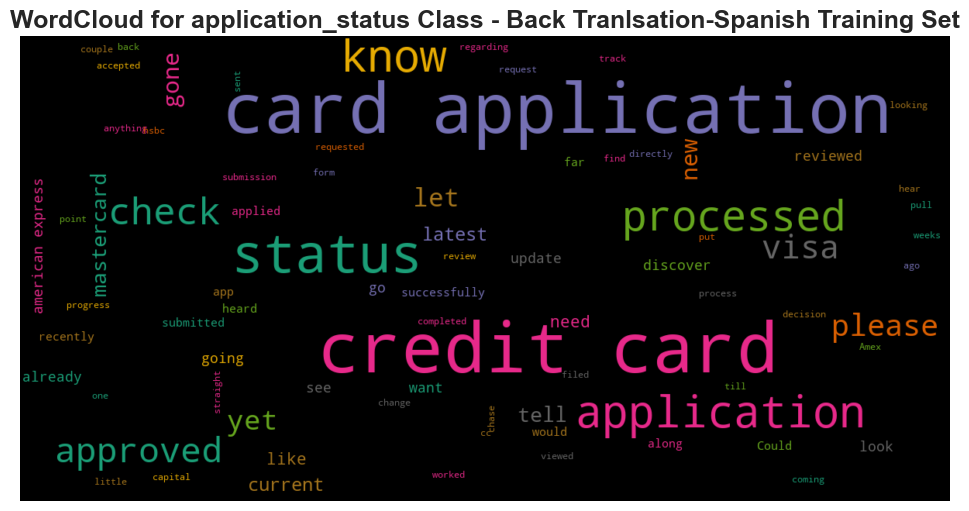 WordCloud for application_status Class - Back Tranlsation-Spanish Training Set
couple back know regarding
accepted gone sent request track
card application looking
anything hsbc requested new
far find directly reviewed
submission form hear
american express mastercard let pull
point check applied processed
status latest put visa weeks
review update discover ago
go successfully process
progress app heard
submitted completed need decision please
recently going credit card Amex
already straight see want filed till
one change
yet chase tell application
cc would along Could look
approved like viewed
little capital current worked coming